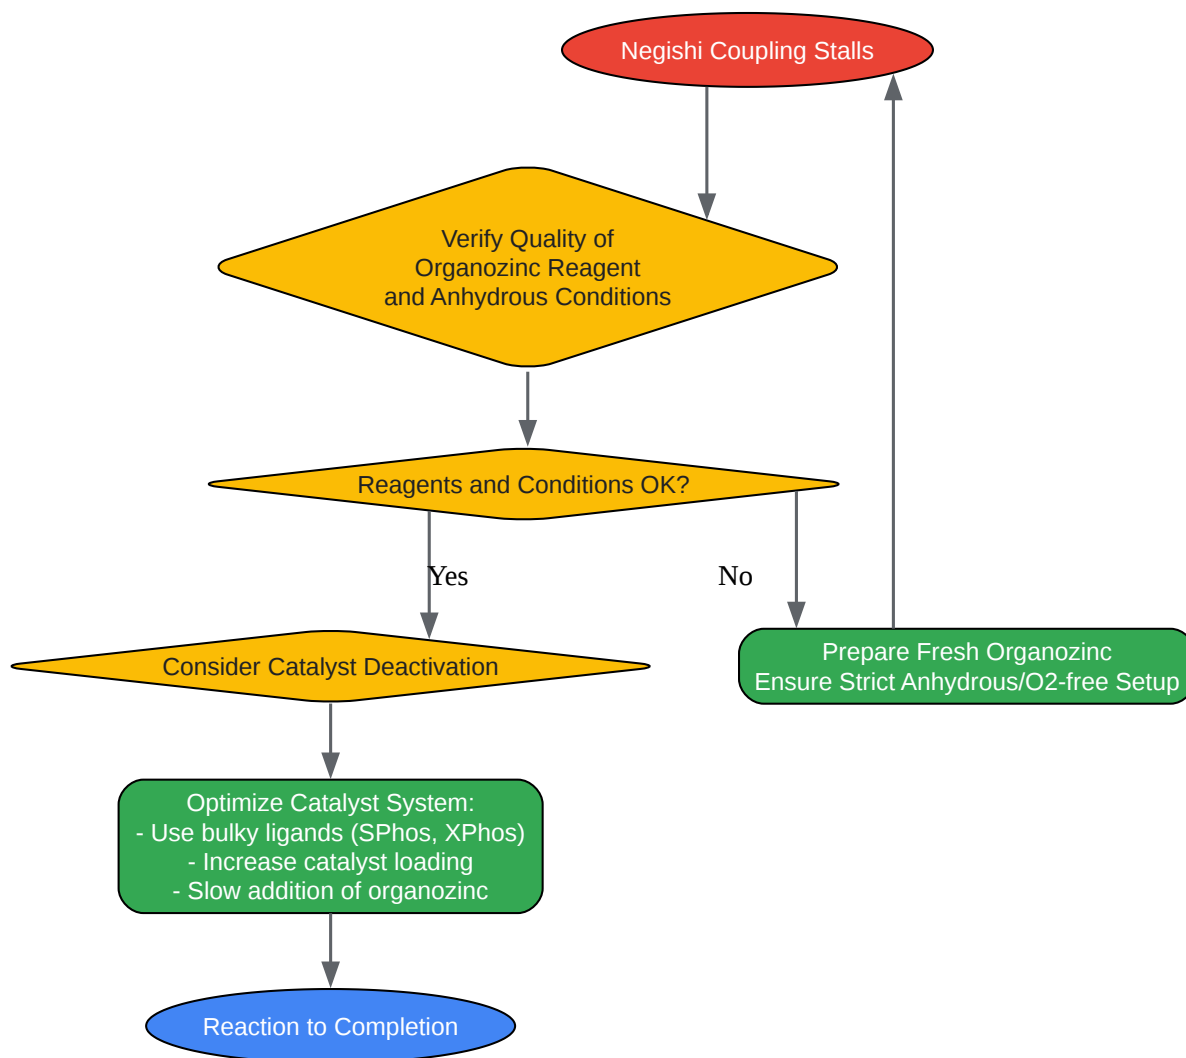 Negishi Coupling Stalls
Verify Quality of
Organozinc Reagent
and Anhydrous Conditions
Reagents and Conditions OK?
Yes
No
Consider Catalyst Deactivation
Prepare Fresh Organozinc
Ensure Strict Anhydrous/O2-free Setup
Optimize Catalyst System:
- Use bulky ligands (SPhos, XPhos)
- Increase catalyst loading
- Slow addition of organozinc
Reaction to Completion